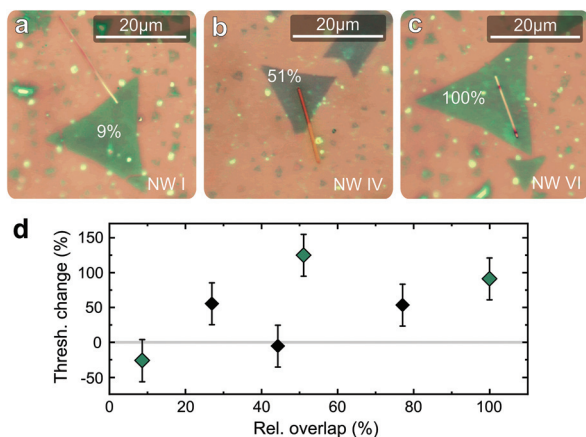 a
20µm
9%
NW I
b
20µm
51%
NW IV
c
20µm
100%
NW VI
d
Thresh. change (%)
150
100
50
0
-50
0
20
40
60
80
100
Rel. overlap (%)